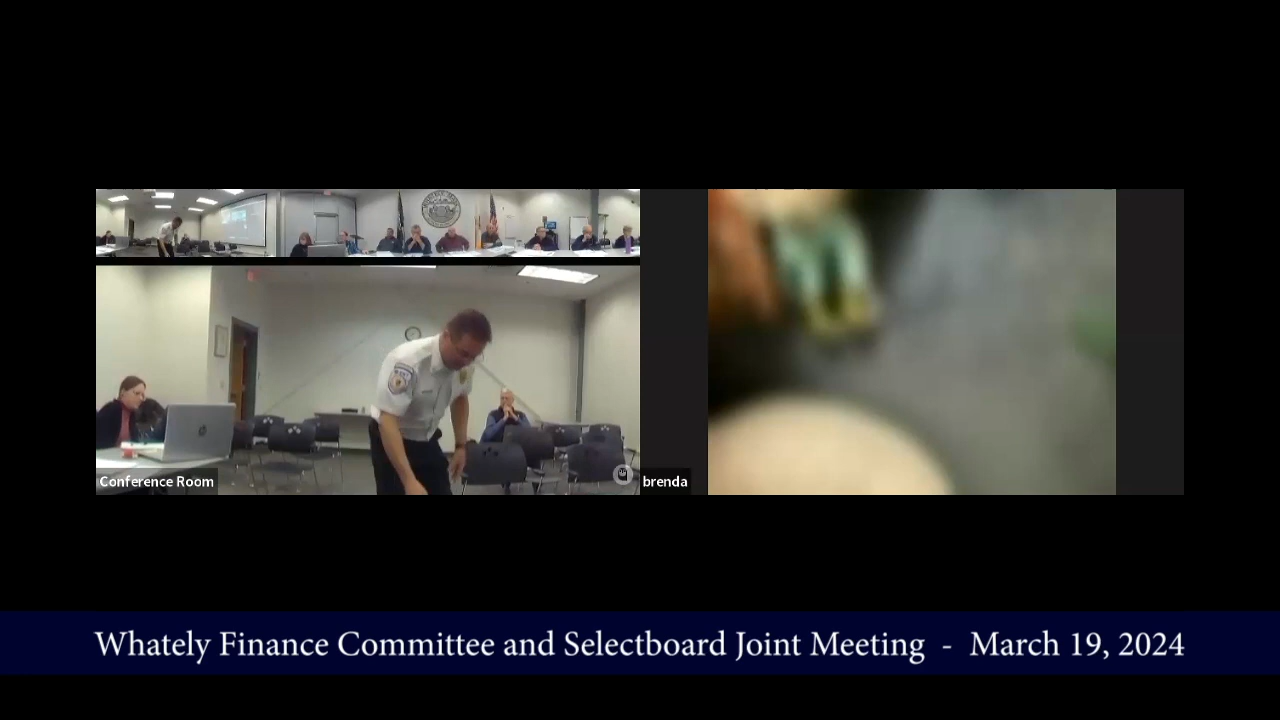 Conference Room
brenda
Whately Finance Committee and Selectboard Joint Meeting - March 19, 2024